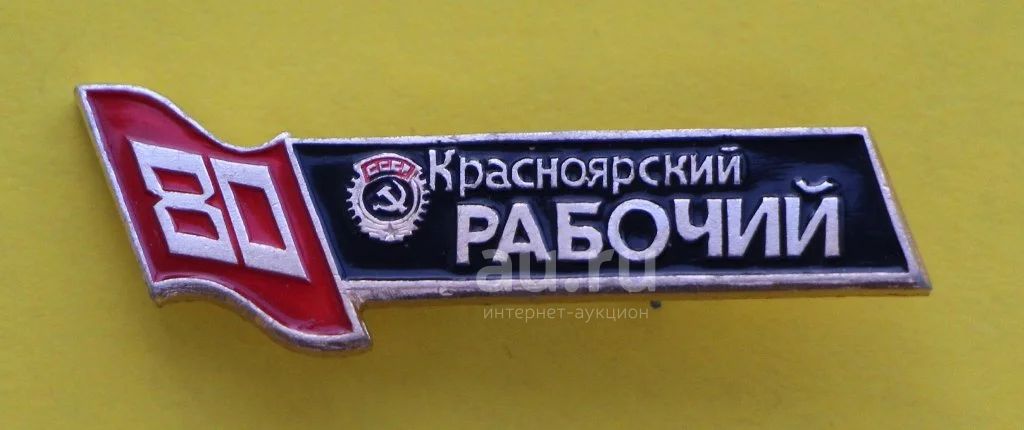 80
СССР
Красноярский
РАБОЧИЙ
au.ru
интернет-аукцион